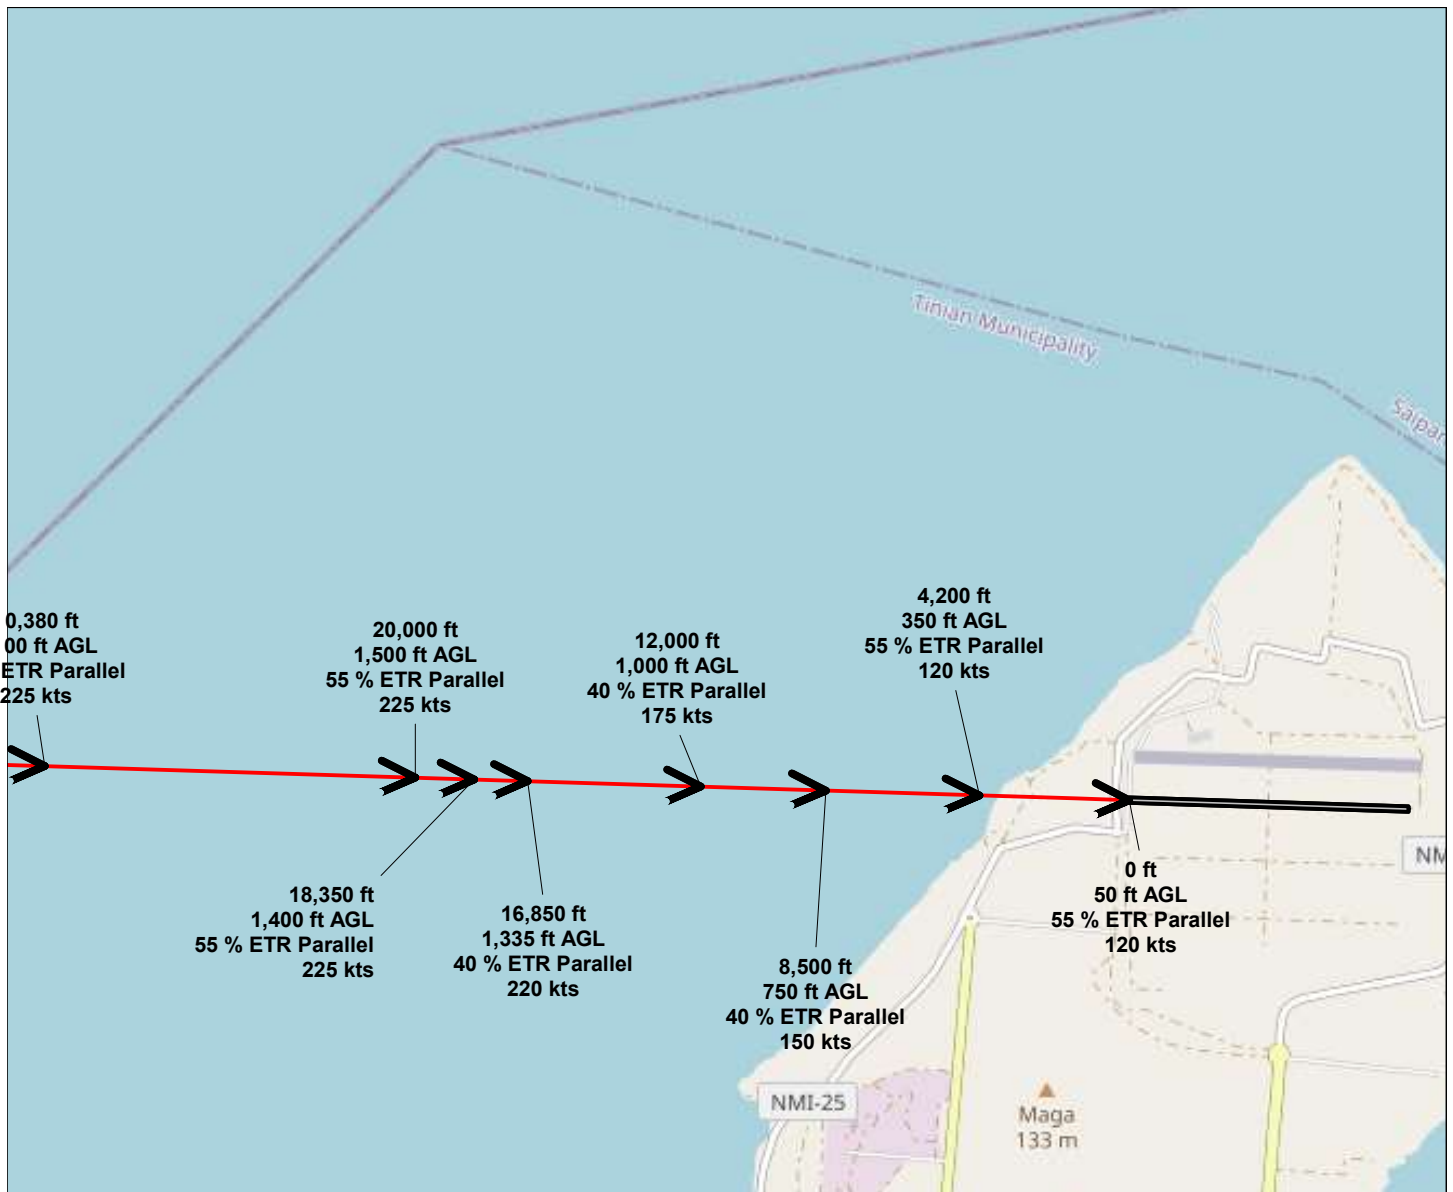 Tinian Municipality
Saipan
0,380 ft
00 ft AGL
ETR Parallel
225 kts
20,000 ft
1,500 ft AGL
55 % ETR Parallel
225 kts
12,000 ft
1,000 ft AGL
40 % ETR Parallel
175 kts
4,200 ft
350 ft AGL
55 % ETR Parallel
120 kts
18,350 ft
1,400 ft AGL
55 % ETR Parallel
225 kts
16,850 ft
1,335 ft AGL
40 % ETR Parallel
220 kts
8,500 ft
750 ft AGL
40 % ETR Parallel
150 kts
0 ft
50 ft AGL
55 % ETR Parallel
120 kts
NM
NMI-25
Maga
133 m